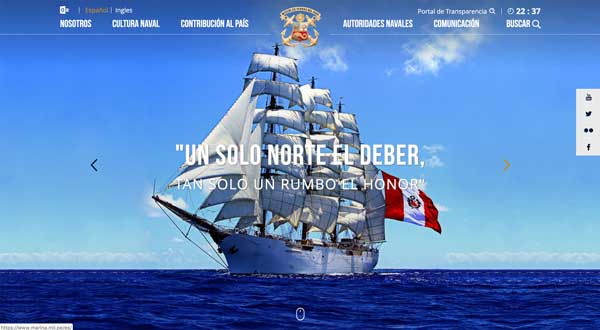 Español | Ingles
Portal de Transparencia
22 : 37
NOSOTROS
CULTURA NAVAL
CONTRIBUCIÓN AL PAÍS
AUTORIDADES NAVALES
COMUNICACIÓN
BUSCAR
"UN SOLO NORTE EL DEBER,
TAN SOLO UN RUMBO EL HONOR"
https://www.marina.mil.pe/es/